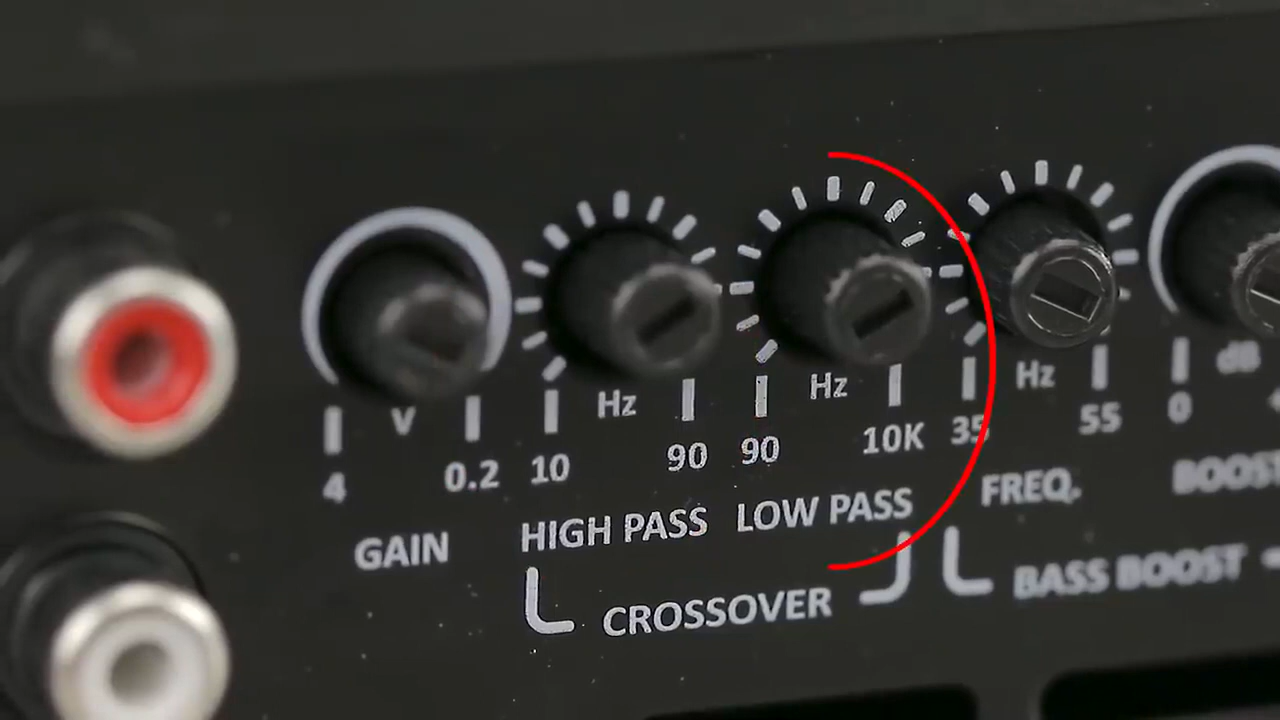 V
4 0.2
GAIN
Hz
10 90
HIGH PASS
Hz
90 10K
LOW PASS
CROSSOVER
Hz
35 55
FREQ.
dB
0
BOOST
BASS BOOST